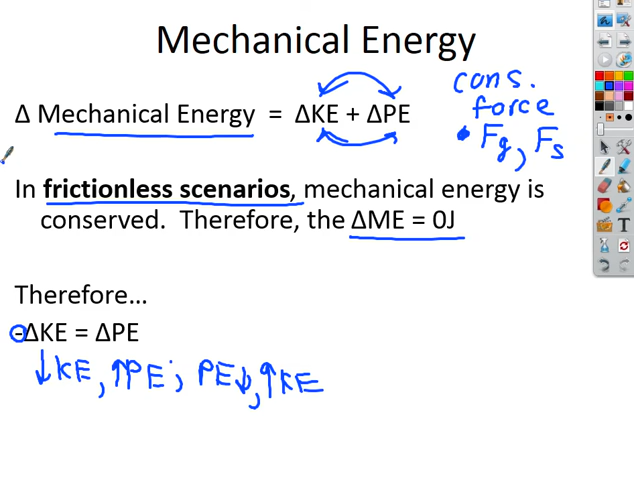 Mechanical Energy
Δ Mechanical Energy = ΔKE + ΔPE
cons.
force
• Fg, Fs
In frictionless scenarios, mechanical energy is
conserved. Therefore, the ΔME = 0J
Therefore…
-ΔKE = ΔPE
↓KE, ↑PE; PE↓, ↑KE